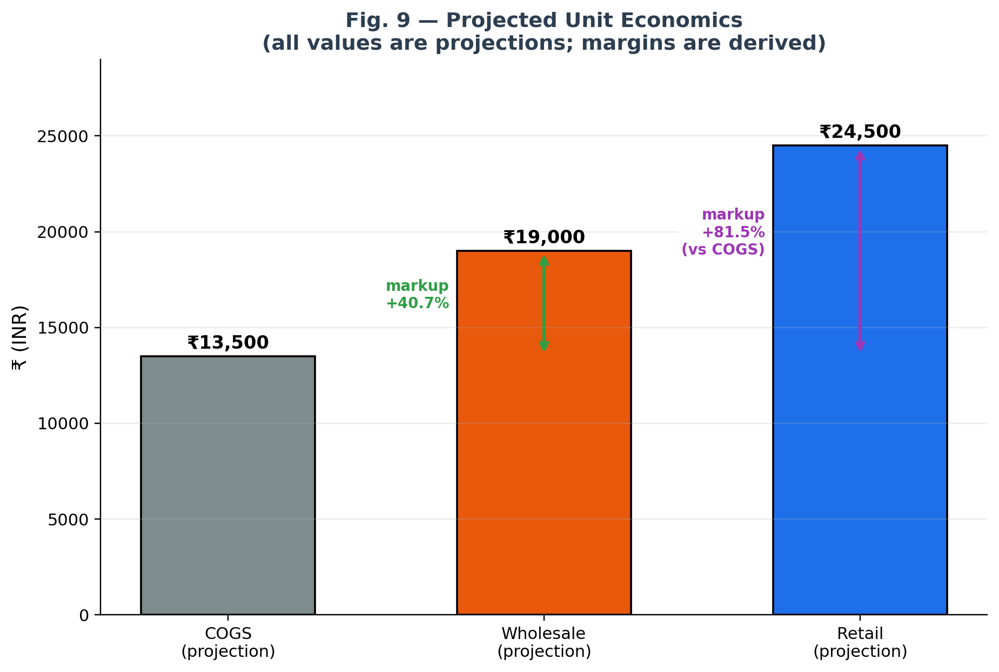 Fig. 9 — Projected Unit Economics
(all values are projections; margins are derived)
₹ (INR)
25000
20000
15000
10000
5000
0
₹13,500
₹19,000
₹24,500
markup
+40.7%
markup
+81.5%
(vs COGS)
COGS
(projection)
Wholesale
(projection)
Retail
(projection)